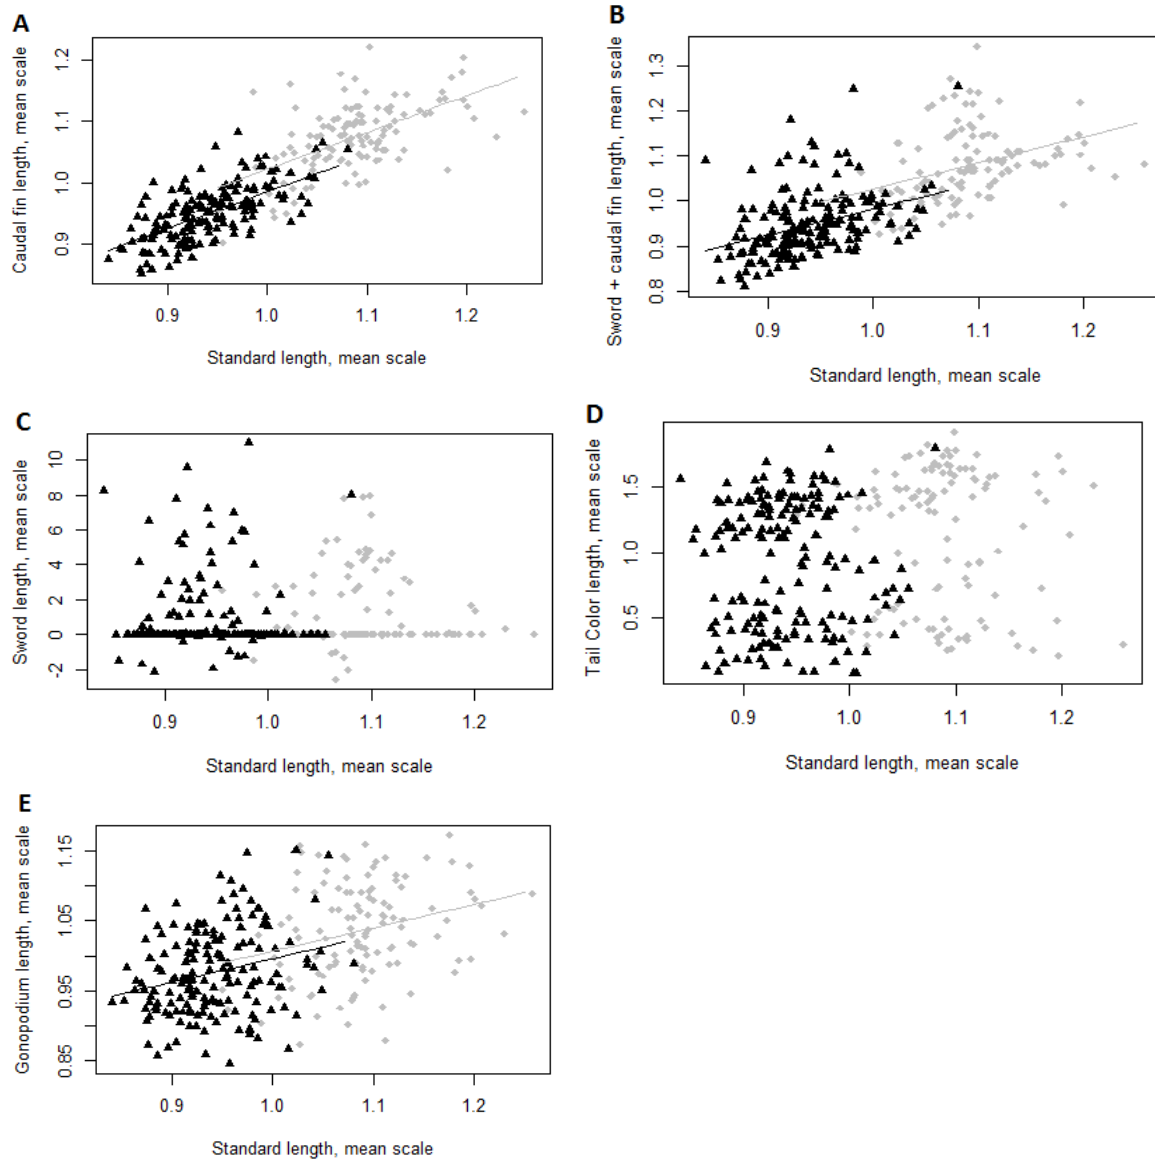 A
Caudal fin length, mean scale
0.9 1.0 1.1 1.2
0.9 1.0 1.1 1.2
Standard length, mean scale
B
Sword + caudal fin length, mean scale
0.8 0.9 1.0 1.1 1.2 1.3
0.9 1.0 1.1 1.2
Standard length, mean scale
C
Sword length, mean scale
-2 0 2 4 6 8 10
0.9 1.0 1.1 1.2
Standard length, mean scale
D
Tail Color length, mean scale
0.5 1.0 1.5
0.9 1.0 1.1 1.2
Standard length, mean scale
E
Gonopodium length, mean scale
0.85 0.95 1.05 1.15
0.9 1.0 1.1 1.2
Standard length, mean scale